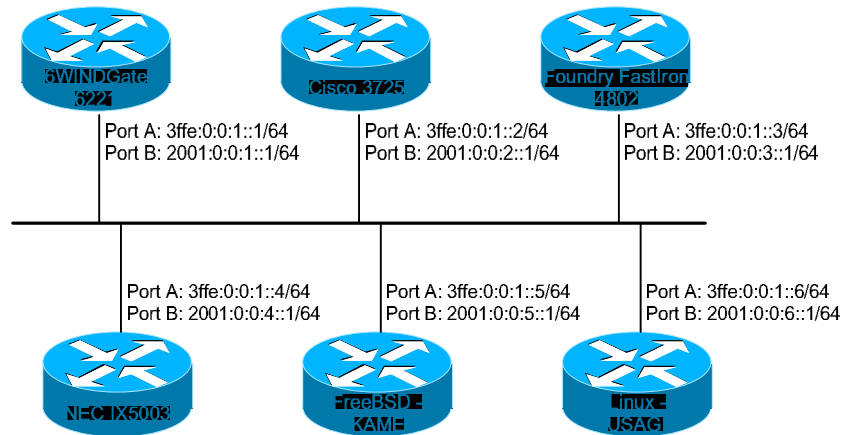 6WINDGate
6221
Cisco 3725
Foundry FastIron
4802
Port A: 3ffe:0:0:1::1/64
Port B: 2001:0:0:1::1/64
Port A: 3ffe:0:0:1::2/64
Port B: 2001:0:0:2::1/64
Port A: 3ffe:0:0:1::3/64
Port B: 2001:0:0:3::1/64
Port A: 3ffe:0:0:1::4/64
Port B: 2001:0:0:4::1/64
Port A: 3ffe:0:0:1::5/64
Port B: 2001:0:0:5::1/64
Port A: 3ffe:0:0:1::6/64
Port B: 2001:0:0:6::1/64
NEC IX5003
FreeBSD -
KAME
Linux -
USAGI